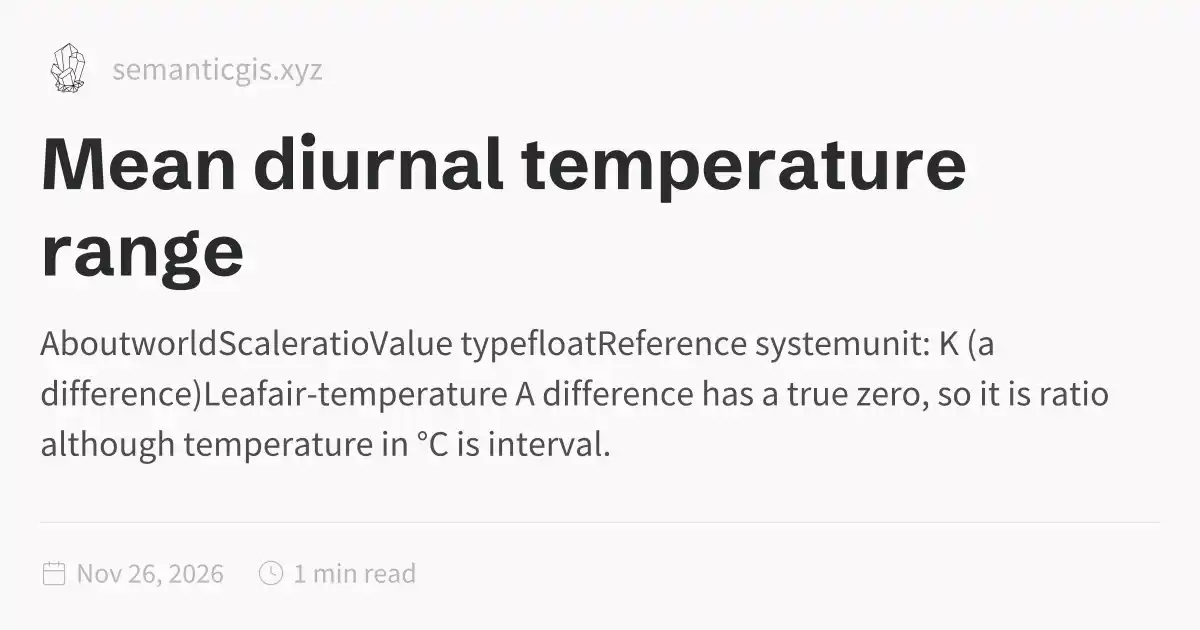 semanticgis.xyz
Mean diurnal temperature
range
AboutworldScaleratioValue typefloatReference systemunit: K (a
difference)Leafair-temperature A difference has a true zero, so it is ratio
although temperature in °C is interval.
Nov 26, 2026 1 min read